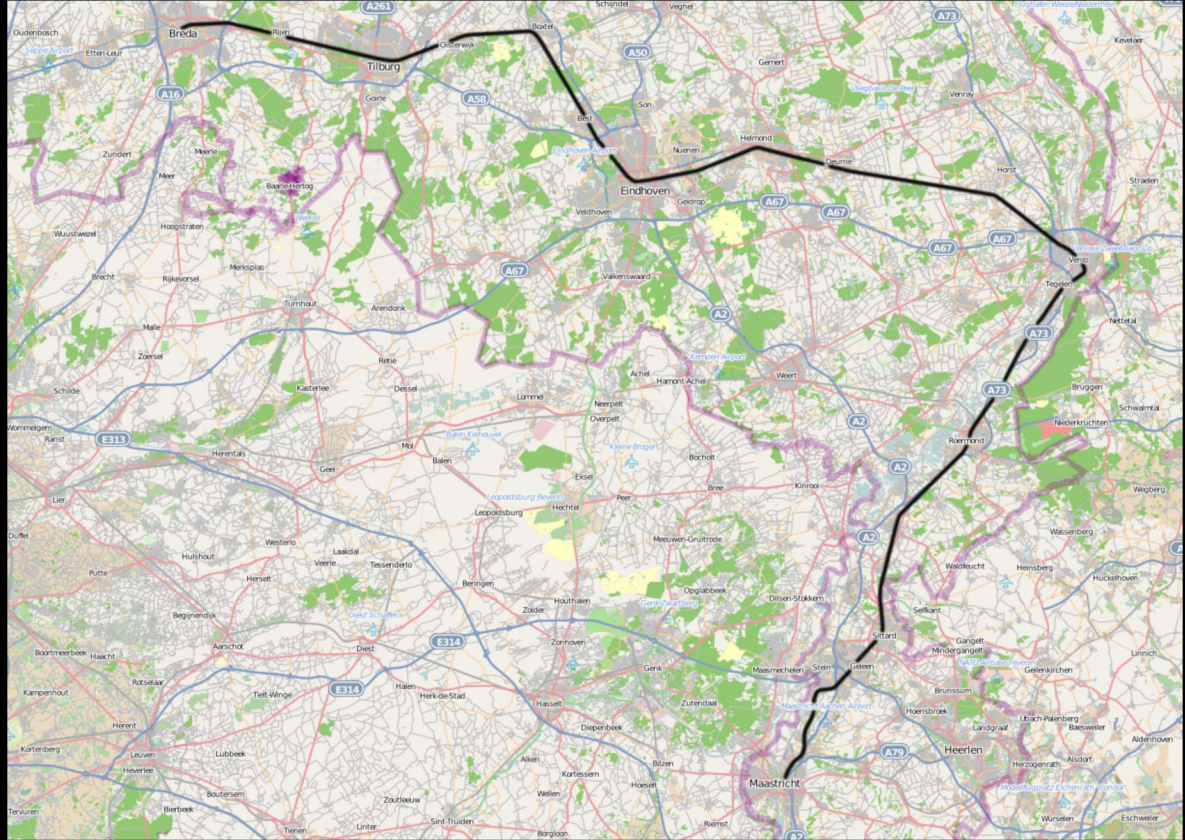 Schijndel
Veghel
A261
A73
Oudenbosch
Breda
Rijen
Boxtel
Kevelaer
Etten-Leur
Seppe Airport
Oisterwijk
A50
Tilburg
Gemert
A16
Goirle
A58
Son
Vliegbasis De Peel
Venray
Best
Helmond
Zundert
Meerle
Eindhoven Airport
Nuenen
Deurne
Meer
Horst
Baarle-Hertog
Eindhoven
Straelen
Geldrop
A67
A67
Veldhoven
Weelde
Hoogstraten
Wuustwezel
A67
A67
Venlo
Brecht
Rijkevorsel
Merksplas
A67
Valkenswaard
Tegelen
Turnhout
Arendonk
A2
Nettetal
Malle
A73
Zoersel
Retie
Kempen Airport
Achel
Weert
Hamont-Achel
Schilde
Kasterlee
Dessel
A73
Brüggen
Lommel
Neerpelt
Schwalmtal
Overpelt
A2
Niederkrüchten
Wommelgem
Ranst
E313
Balen Keiheuvel
Roermond
Mol
Kleine Brogel
Herentals
Balen
Bocholt
Geel
A2
Eksel
Kinrooi
Wegberg
Bree
Lier
Leopoldsburg Beverlo
Peer
Hechtel
Leopoldsburg
Duffel
Wassenberg
A2
Meeuwen-Gruitrode
Westerlo
Hulshout
Laakdal
Veerle
Tessenderlo
Waldfeucht
Heinsberg
Putte
Herselt
Beringen
Hückelhoven
Opglabbeek
Houthalen
Dilsen-Stokkem
Genk Zwartberg
Zolder
Selfkant
Begijnendijk
Diest Schaffen
Sittard
E314
Zonhoven
Gangelt
Aarschot
Diest
Mindergangelt
Boortmeerbeek
Haacht
Linnich
Genk
Maasmechelen
Stein
Geleen
Geilenkirchen
Rotselaar
Kampenhout
E314
Halen
Tielt-Winge
Herk-de-Stad
Brunssum
Hasselt
Zutendaal
Maastricht Aachen Airport
Hoensbroek
Übach-Palenberg
Herent
Diepenbeek
Landgraaf
Baesweiler
Aldenhoven
Kortenberg
Leuven
Lubbeek
A79
Heerlen
Alken
Bilzen
Alsdorf
Herzogenrath
Heverlee
Kortessem
Maastricht
Hoeselt
Boutersem
Wellen
Zoutleeuw
Tervuren
Bierbeek
Sint-Truiden
Würselen
Eschweiler
Linter
Riemst
Tienen
Borgloon
A2